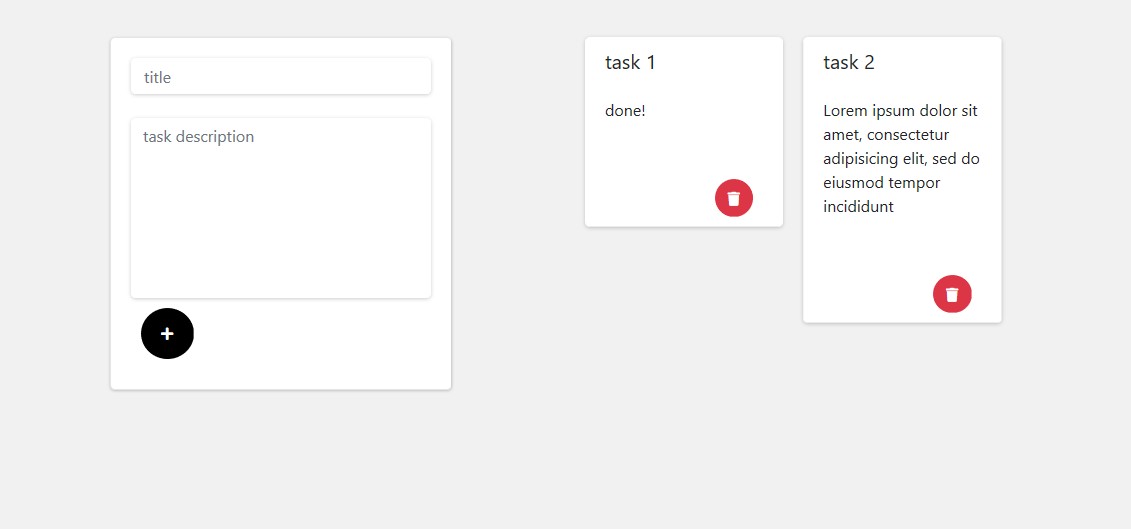 title
task description
task 1
done!
task 2
Lorem ipsum dolor sit
amet, consectetur
adipisicing elit, sed do
eiusmod tempor
incididunt